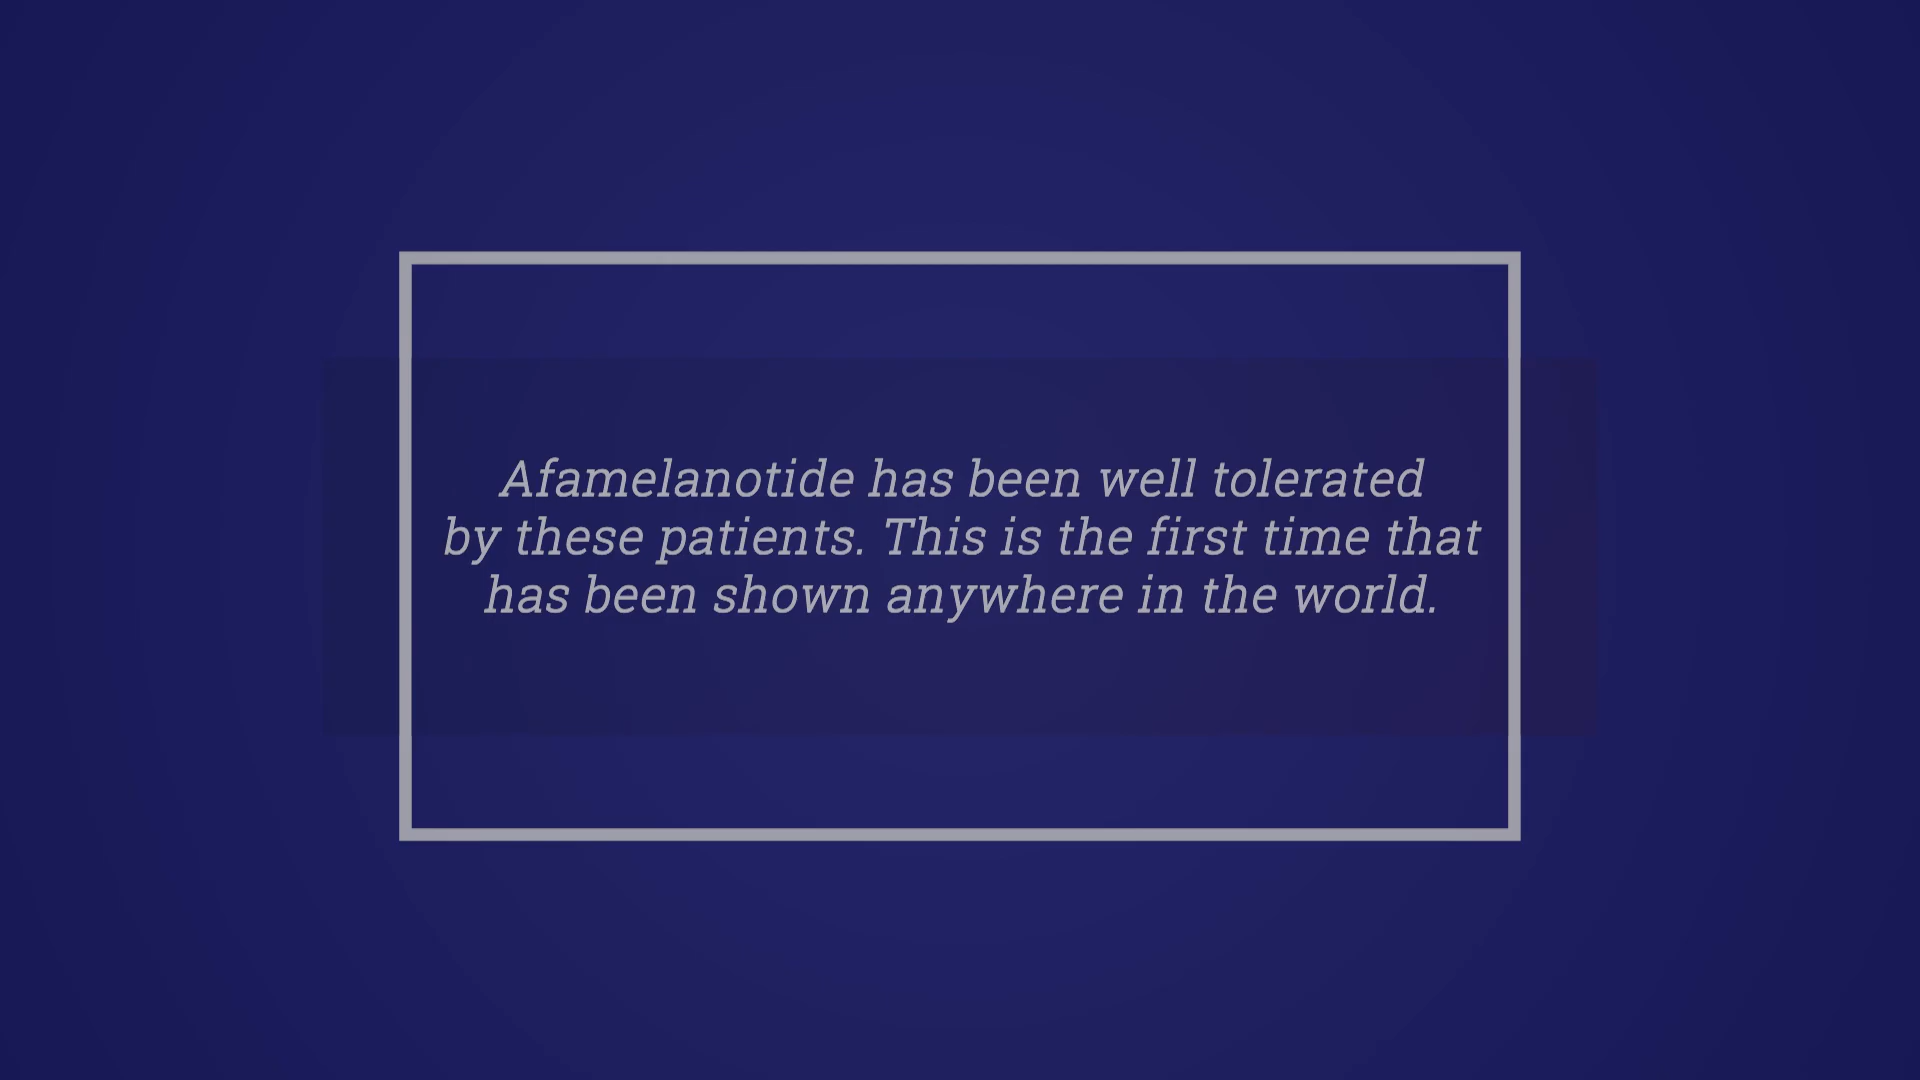 Afamelanotide has been well tolerated
by these patients. This is the first time that
has been shown anywhere in the world.